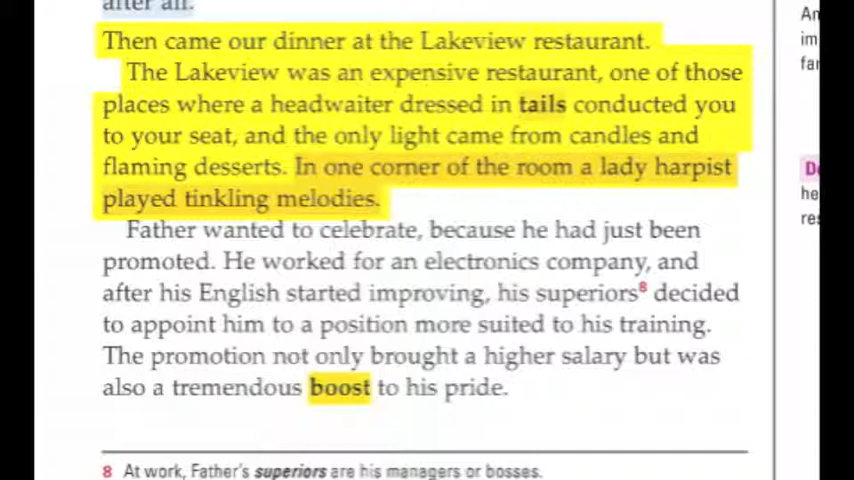 after all.
Then came our dinner at the Lakeview restaurant.
The Lakeview was an expensive restaurant, one of those
places where a headwaiter dressed in tails conducted you
to your seat, and the only light came from candles and
flaming desserts. In one corner of the room a lady harpist
played tinkling melodies.
Father wanted to celebrate, because he had just been
promoted. He worked for an electronics company, and
after his English started improving, his superiors8 decided
to appoint him to a position more suited to his training.
The promotion not only brought a higher salary but was
also a tremendous boost to his pride.
8 At work, Father's superiors are his managers or bosses.